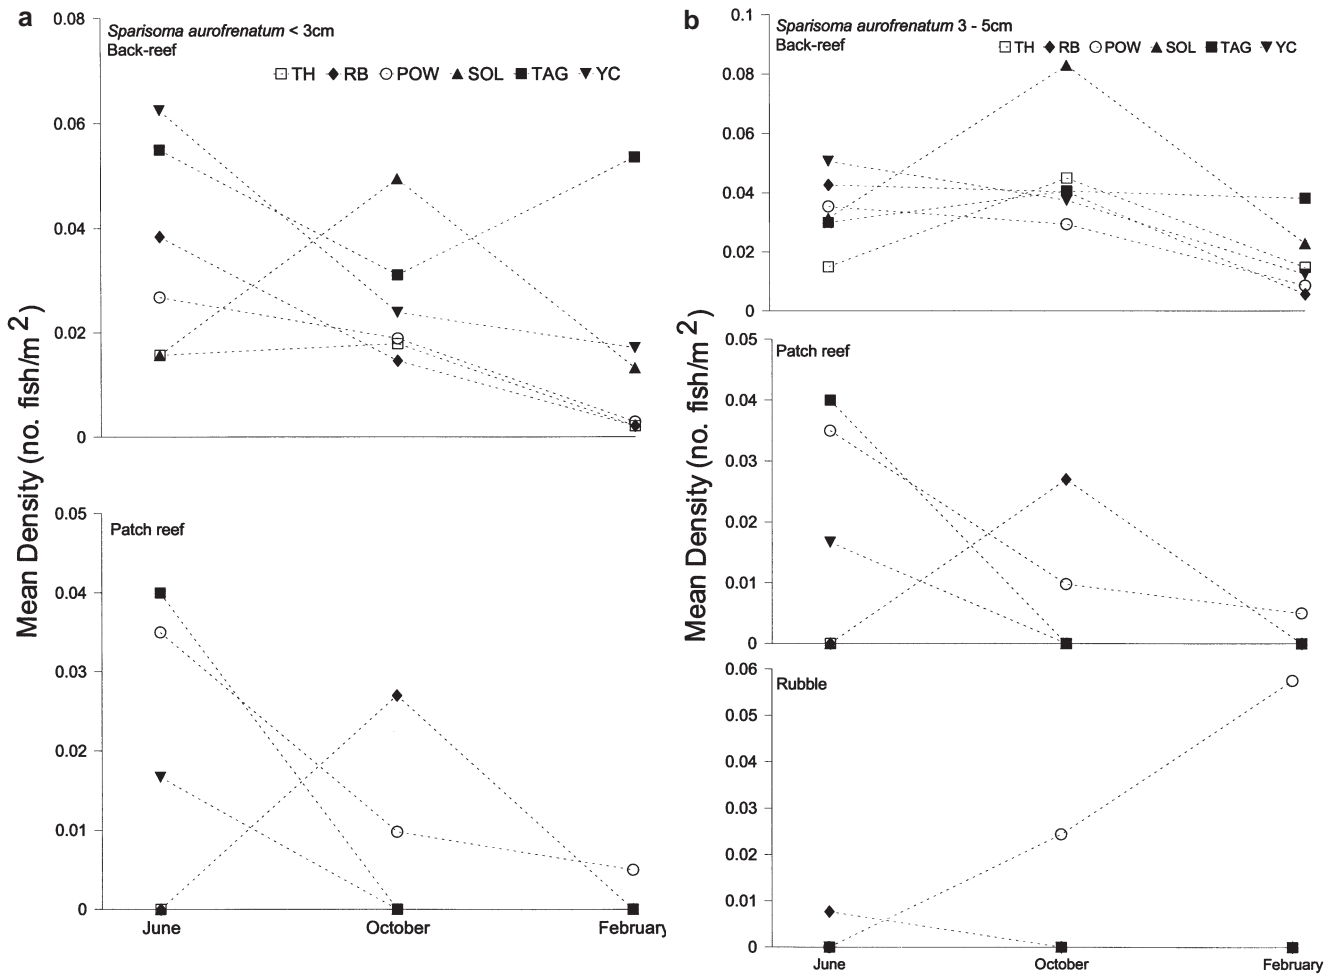 a
Sparisoma aurofrenatum < 3cm
Back-reef
TH RB POW SOL TAG YC
0.08
0.06
0.04
0.02
0
Mean Density (no. fish/m2)
Patch reef
0.05
0.04
0.03
0.02
0.01
0
June October February
b
Sparisoma aurofrenatum 3 - 5cm
Back-reef
TH RB POW SOL TAG YC
0.1
0.08
0.06
0.04
0.02
0
Mean Density (no. fish/m2)
Patch reef
0.05
0.04
0.03
0.02
0.01
0
Rubble
0.06
0.05
0.04
0.03
0.02
0.01
0
June October February